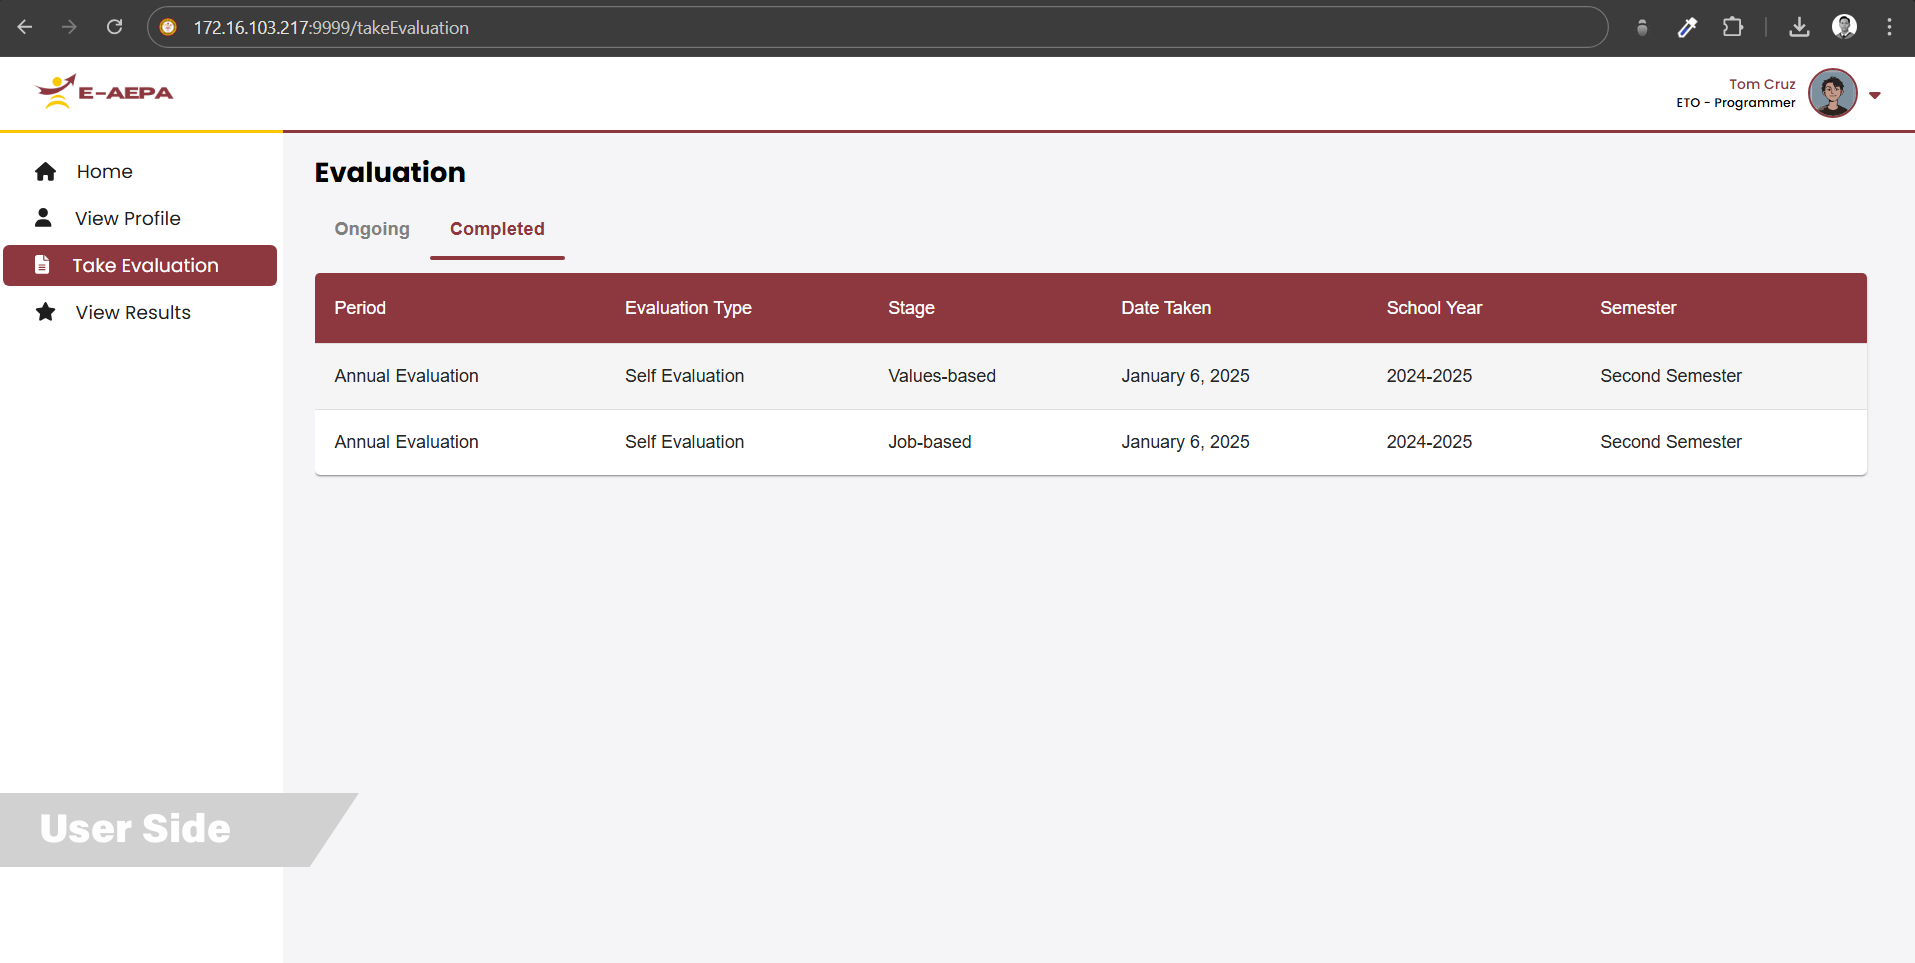 172.16.103.217:9999/takeEvaluation
E-AEPA
Tom Cruz
ETO - Programmer
Home
View Profile
Take Evaluation
View Results
Evaluation
Ongoing Completed
Period Evaluation Type Stage Date Taken School Year Semester
Annual Evaluation Self Evaluation Values-based January 6, 2025 2024-2025 Second Semester
Annual Evaluation Self Evaluation Job-based January 6, 2025 2024-2025 Second Semester
User Side